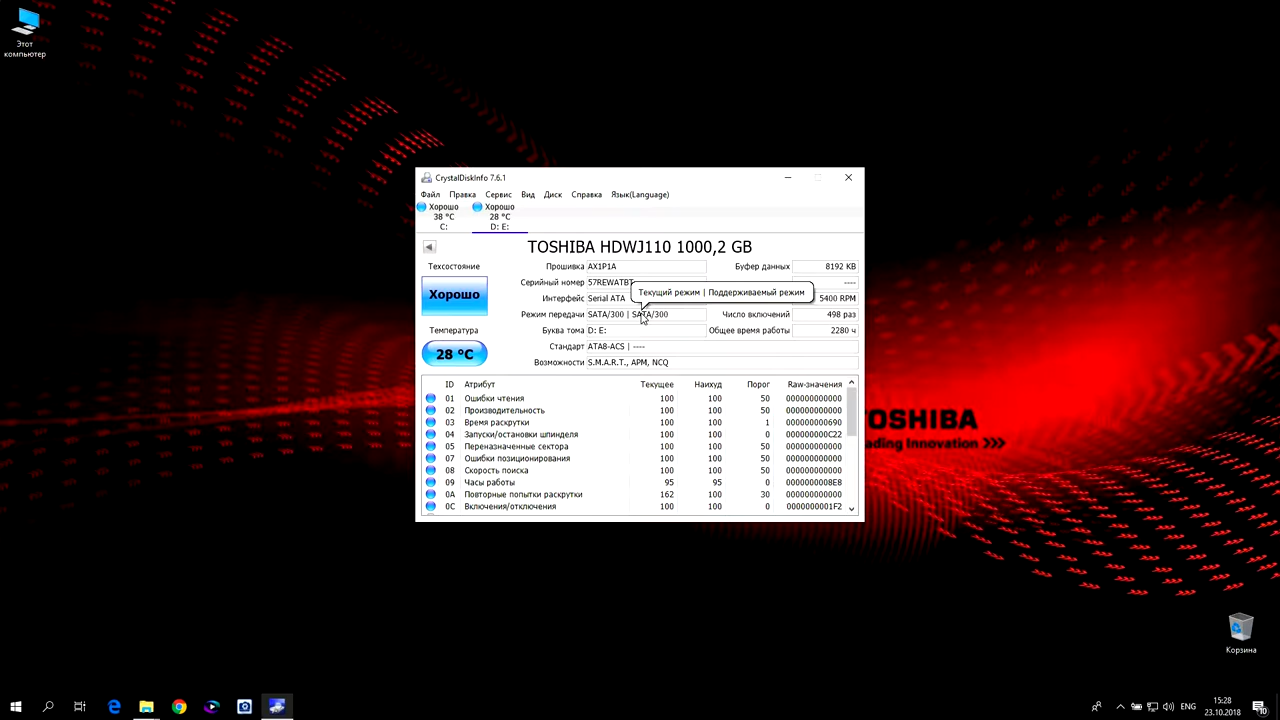 Этот
компьютер
CrystalDiskInfo 7.6.1
Файл Правка Сервис Вид Диск Справка Язык(Language)
Хорошо
38 °C
C:
Хорошо
28 °C
D: E:
TOSHIBA HDWJ110 1000,2 GB
Техсостояние
Хорошо
Температура
28 °C
Прошивка AX1P1A Буфер данных 8192 KB
Серийный номер 57REWATBT ----
Текущий режим | Поддерживаемый режим
Интерфейс Serial ATA 5400 RPM
Режим передачи SATA/300 | SATA/300 Число включений 498 раз
Буква тома D: E: Общее время работы 2280 ч
Стандарт ATA8-ACS | ----
Возможности S.M.A.R.T., APM, NCQ
ID Атрибут Текущее Наихуд Порог Raw-значения
01 Ошибки чтения 100 100 50 000000000000
02 Производительность 100 100 50 000000000000
03 Время раскрутки 100 100 1 000000000690
04 Запуски/остановки шпинделя 100 100 0 000000000C22
05 Переназначенные сектора 100 100 50 000000000000
07 Ошибки позиционирования 100 100 50 000000000000
08 Скорость поиска 100 100 50 000000000000
09 Часы работы 95 95 0 0000000008E8
0A Повторные попытки раскрутки 162 100 30 000000000000
0C Включения/отключения 100 100 0 0000000001F2
TOSHIBA
ading Innovation >>>
Корзина
ENG
15:28
23.10.2018
10